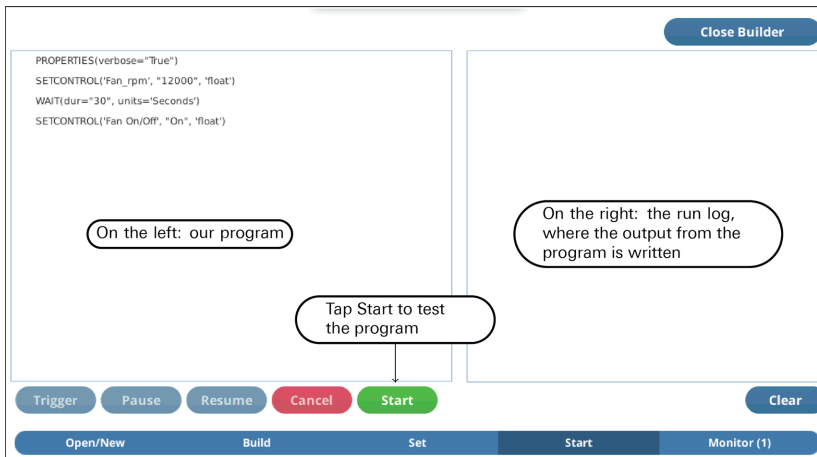 Close Builder
PROPERTIES(verbose="True")
SETCONTROL('Fan_rpm', "12000", 'float')
WAIT(dur="30", units='Seconds')
SETCONTROL('Fan On/Off', "On", 'float')
On the left: our program
On the right: the run log,
where the output from the
program is written
Tap Start to test
the program
Trigger
Pause
Resume
Cancel
Start
Clear
Open/New
Build
Set
Start
Monitor (1)